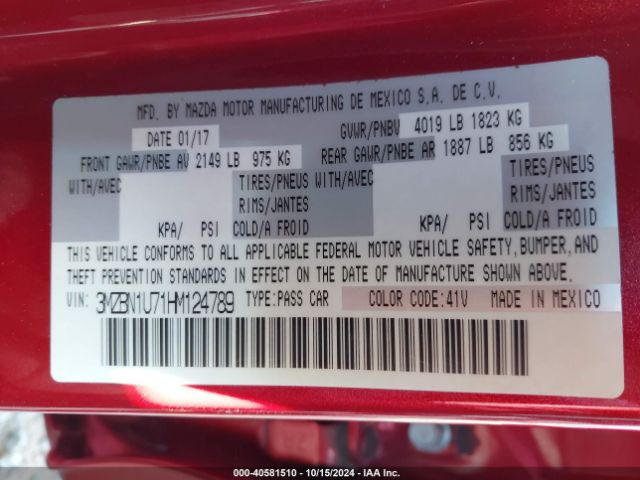 MFD. BY MAZDA MOTOR MANUFACTURING DE MEXICO S.A. DE C.V.
DATE 01/17 GVWR/PNBV 4019 LB 1823 KG
FRONT GAWR/PNBE AV 2149 LB 975 KG REAR GAWR/PNBE AR 1887 LB 856 KG
WITH/AVEC TIRES/PNEUS WITH/AVEC TIRES/PNEUS
RIMS/JANTES RIMS/JANTES
KPA/ PSI COLD/A FROID KPA/ PSI COLD/A FROID
THIS VEHICLE CONFORMS TO ALL APPLICABLE FEDERAL MOTOR VEHICLE SAFETY, BUMPER, AND
THEFT PREVENTION STANDARDS IN EFFECT ON THE DATE OF MANUFACTURE SHOWN ABOVE.
VIN: 3MZBN1U71HM124789 TYPE:PASS CAR COLOR CODE:41V MADE IN MEXICO
000-40581510 - 10/15/2024 - IAA Inc.